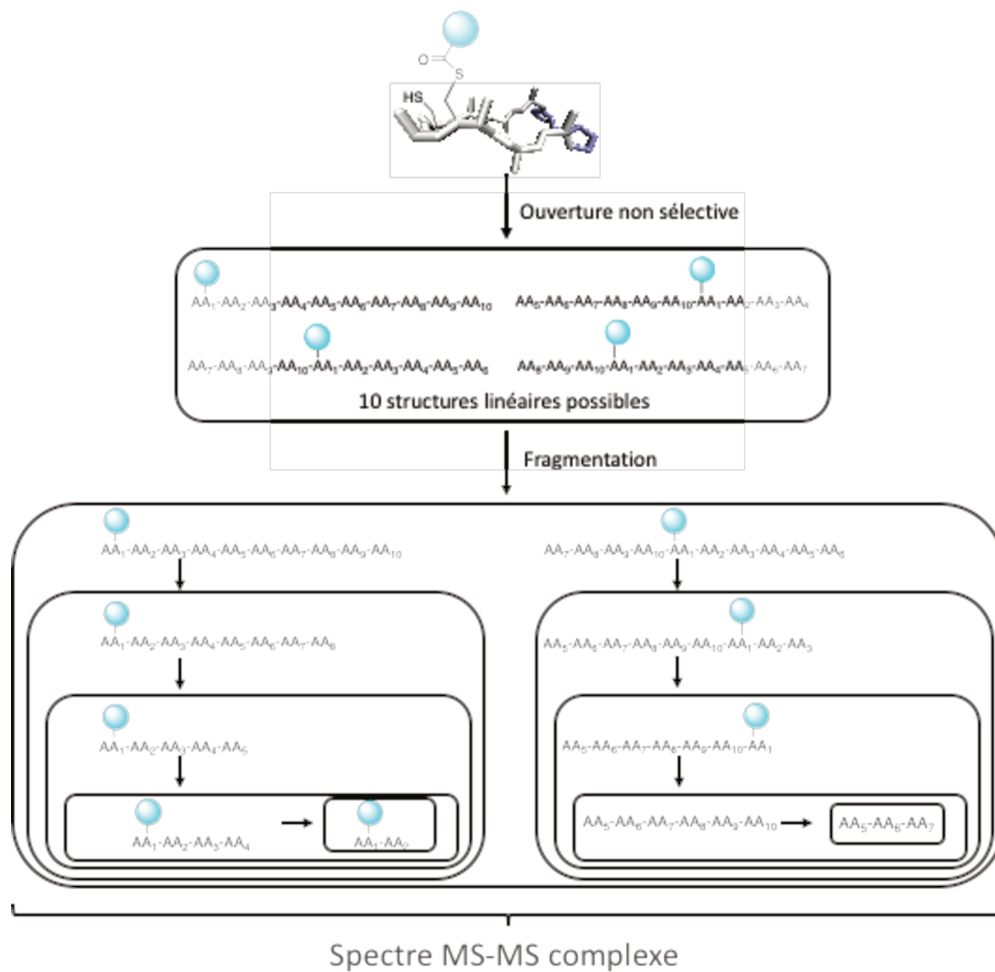 O
S
HS
Ouverture non sélective
AA₁-AA₂-AA₃-AA₄-AA₅-AA₆-AA₇-AA₈-AA₉-AA₁₀
AA₅-AA₆-AA₇-AA₈-AA₉-AA₁₀-AA₁-AA₂-AA₃-AA₄
AA₇-AA₈-AA₉-AA₁₀-AA₁-AA₂-AA₃-AA₄-AA₅-AA₆
AA₈-AA₉-AA₁₀-AA₁-AA₂-AA₃-AA₄-AA₅-AA₆-AA₇
10 structures linéaires possibles
Fragmentation
AA₁-AA₂-AA₃-AA₄-AA₅-AA₆-AA₇-AA₈-AA₉-AA₁₀
AA₇-AA₈-AA₉-AA₁₀-AA₁-AA₂-AA₃-AA₄-AA₅-AA₆
AA₁-AA₂-AA₃-AA₄-AA₅-AA₆-AA₇-AA₈
AA₅-AA₆-AA₇-AA₈-AA₉-AA₁₀-AA₁-AA₂-AA₃
AA₁-AA₂-AA₃-AA₄-AA₅
AA₅-AA₆-AA₇-AA₈-AA₉-AA₁₀-AA₁
AA₁-AA₂-AA₃-AA₄
AA₁-AA₂
AA₅-AA₆-AA₇-AA₈-AA₉-AA₁₀
AA₅-AA₆-AA₇
Spectre MS-MS complexe